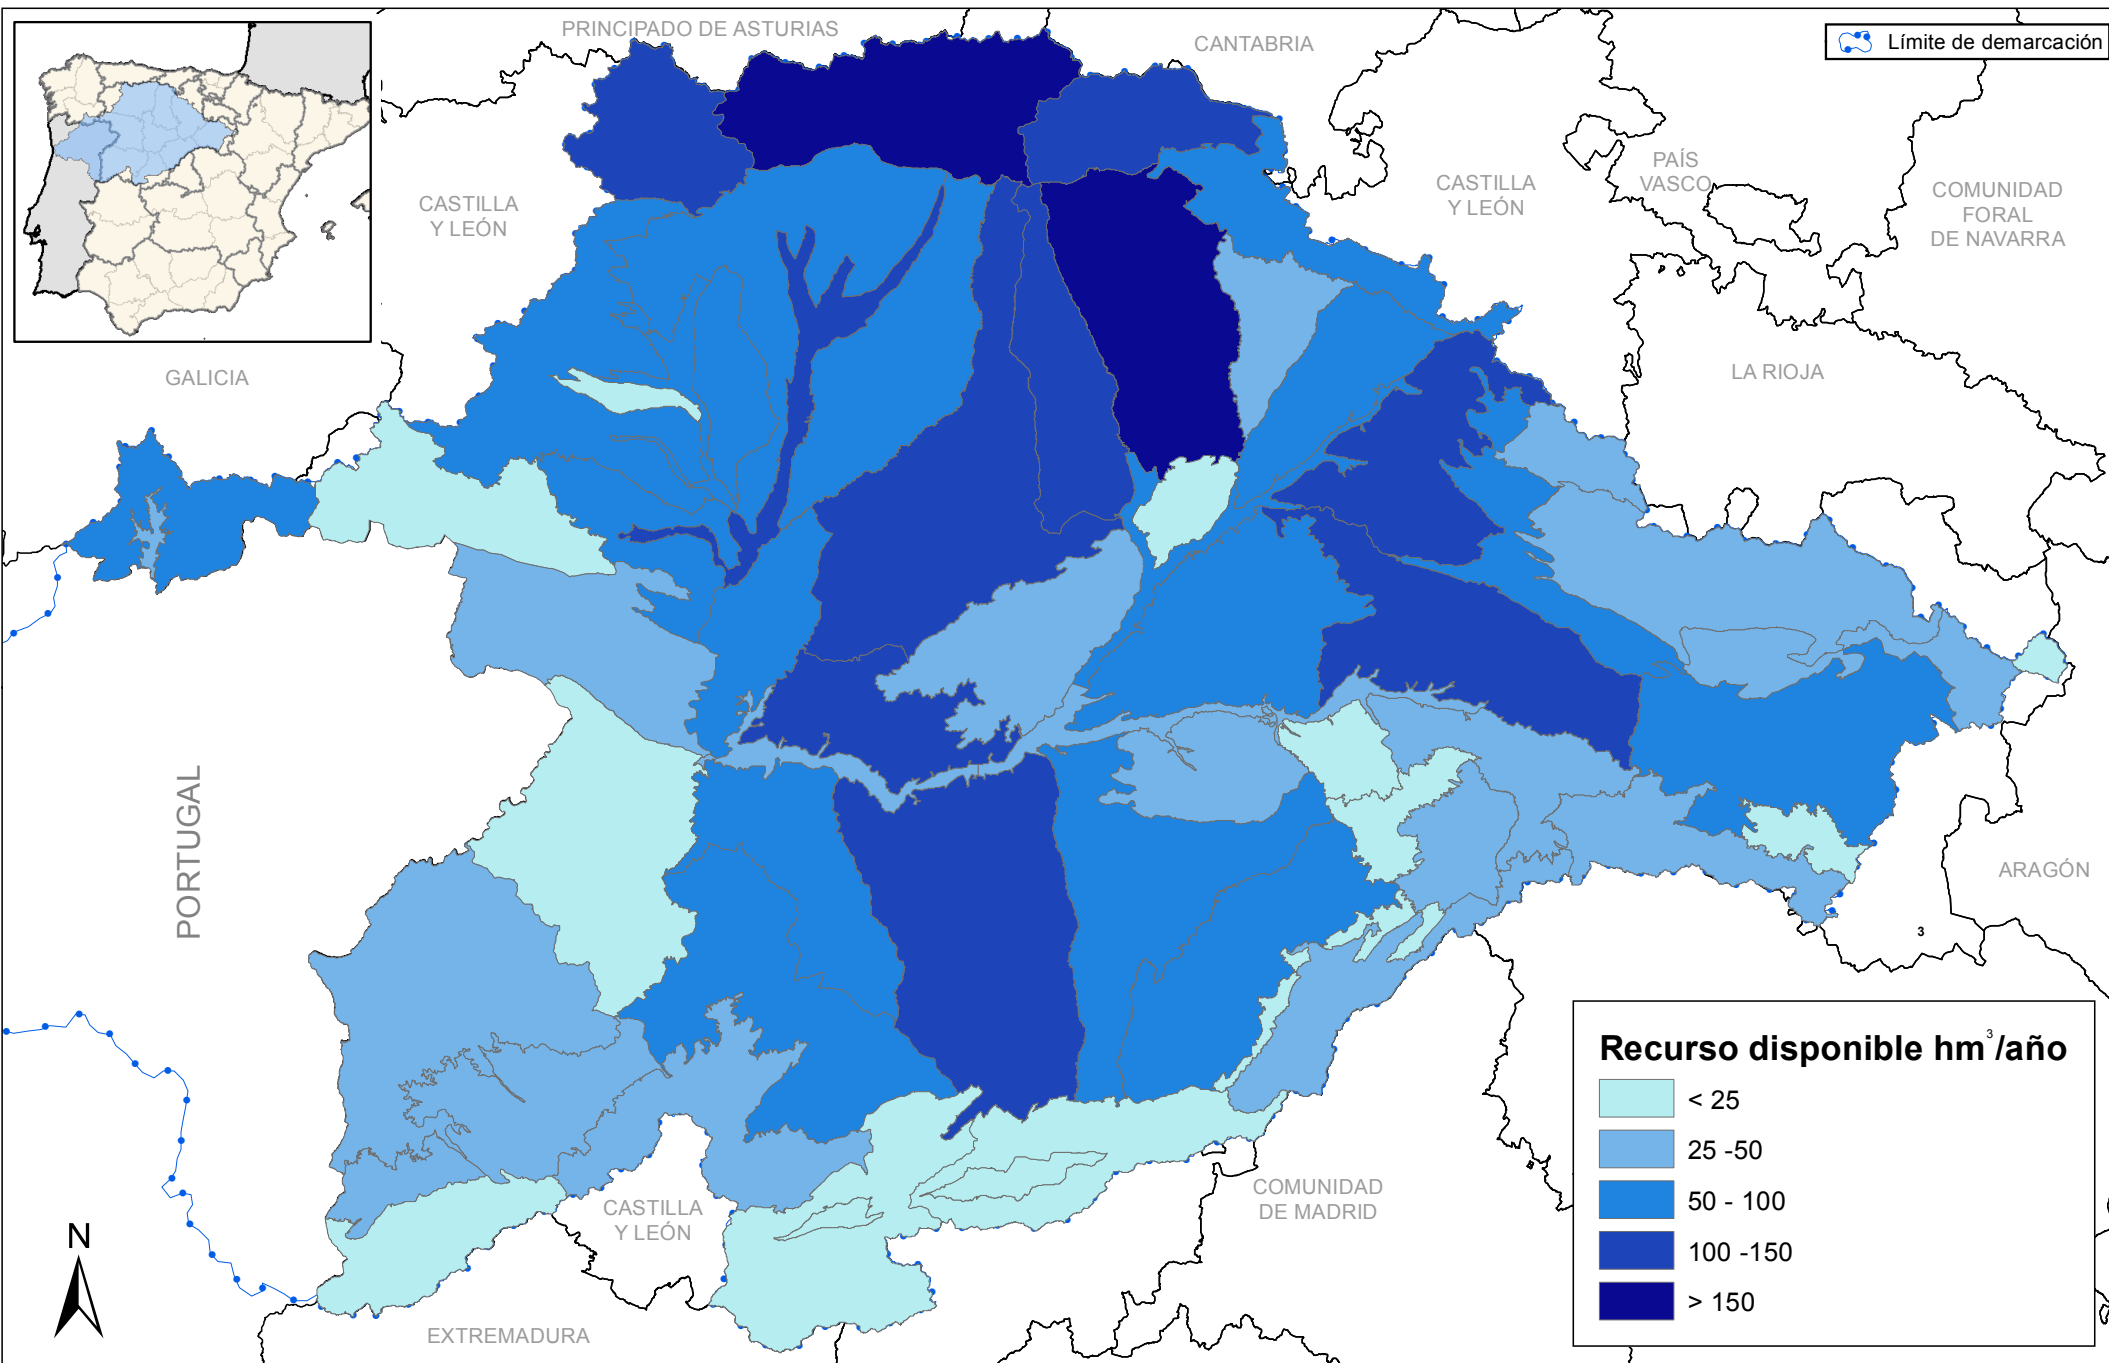 PRINCIPADO DE ASTURIAS
CANTABRIA
Límite de demarcación
PAÍS
VASCO
CASTILLA
Y LEÓN
COMUNIDAD
FORAL
DE NAVARRA
CASTILLA
Y LEÓN
GALICIA
LA RIOJA
PORTUGAL
ARAGÓN
3
CASTILLA
Y LEÓN
COMUNIDAD
DE MADRID
EXTREMADURA
N
Recurso disponible hm³/año
< 25
25 -50
50 - 100
100 -150
> 150